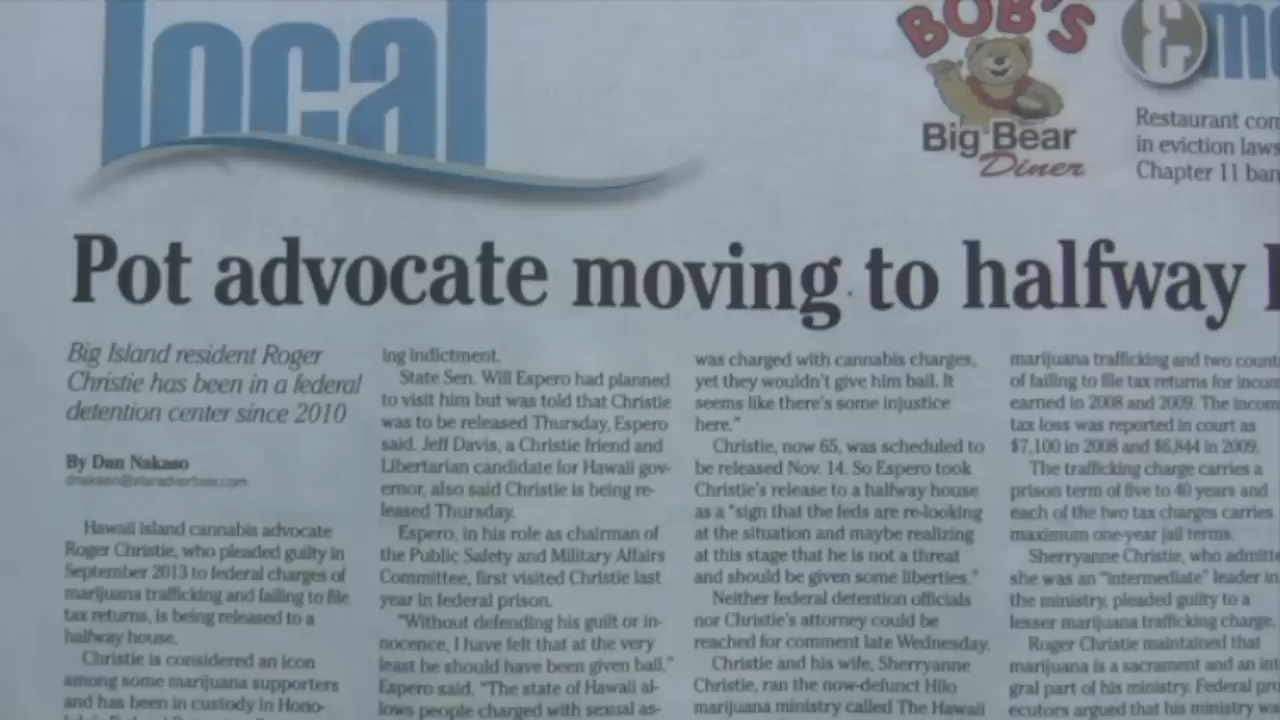 local
BOB'S
Big Bear
Diner
Restaurant com
in eviction laws
Chapter 11 ban
Pot advocate moving to halfway
Big Island resident Roger
Christie has been in a federal
detention center since 2010
By Dan Nakaso
dnakaso@staradvertiser.com
Hawaii island cannabis advocate
Roger Christie, who pleaded guilty in
September 2013 to federal charges of
marijuana trafficking and failing to file
tax returns, is being released to a
halfway house.
Christie is considered an icon
among some marijuana supporters
and has been in custody in Hono-
ing indictment.
State Sen. Will Espero had planned
to visit him but was told that Christie
was to be released Thursday, Espero
said. Jeff Davis, a Christie friend and
Libertarian candidate for Hawaii gov-
ernor, also said Christie is being re-
leased Thursday.
Espero, in his role as chairman of
the Public Safety and Military Affairs
Committee, first visited Christie last
year in federal prison.
"Without defending his guilt or in-
nocence, I have felt that at the very
least he should have been given bail,"
Espero said. "The state of Hawaii al-
lows people charged with sexual as-
was charged with cannabis charges,
yet they wouldn't give him bail. It
seems like there's some injustice
here."
Christie, now 65, was scheduled to
be released Nov. 14. So Espero took
Christie's release to a halfway house
as a "sign that the feds are re-looking
at the situation and maybe realizing
at this stage that he is not a threat
and should be given some liberties."
Neither federal detention officials
nor Christie's attorney could be
reached for comment late Wednesday.
Christie and his wife, Sherryanne
Christie, ran the now-defunct Hilo
marijuana ministry called The Hawaii
marijuana trafficking and two count
of failing to file tax returns for incom
earned in 2008 and 2009. The incom
tax loss was reported in court as
$7,100 in 2008 and $6,844 in 2009.
The trafficking charge carries a
prison term of five to 40 years and
each of the two tax charges carries
maximum one-year jail terms.
Sherryanne Christie, who admitte
she was an "intermediate" leader in
the ministry, pleaded guilty to a
lesser marijuana trafficking charge.
Roger Christie maintained that
marijuana is a sacrament and an int
gral part of his ministry. Federal pro
ecutors argued that his ministry wa